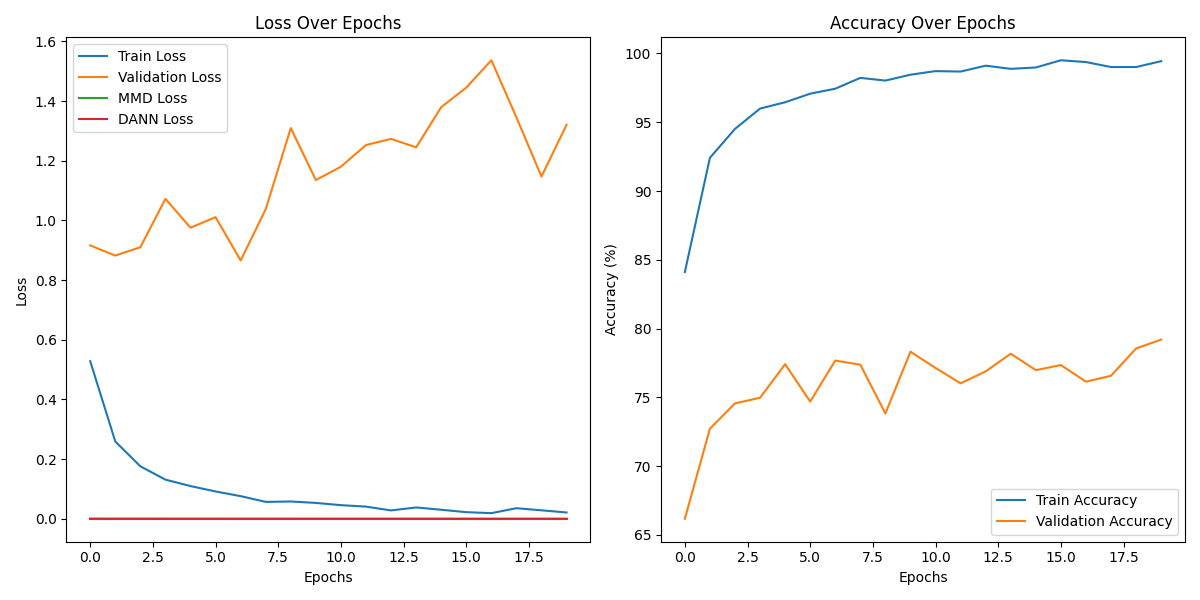 Loss Over Epochs
1.6
1.4
1.2
1.0
0.8
0.6
0.4
0.2
0.0
Loss
Train Loss
Validation Loss
MMD Loss
DANN Loss
0.0 2.5 5.0 7.5 10.0 12.5 15.0 17.5
Epochs
Accuracy Over Epochs
100
95
90
85
80
75
70
65
Accuracy (%)
Train Accuracy
Validation Accuracy
0.0 2.5 5.0 7.5 10.0 12.5 15.0 17.5
Epochs